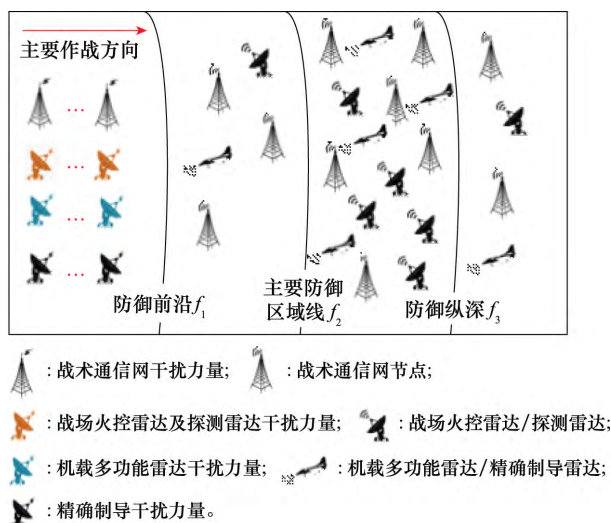 主要作战方向
防御前沿f₁
主要防御
区域线f₂
防御纵深f₃
：战术通信网干扰力量； ：战术通信网节点；
：战场火控雷达及探测雷达干扰力量； ：战场火控雷达/探测雷达；
：机载多功能雷达干扰力量； ：机载多功能雷达/精确制导雷达；
：精确制导干扰力量。